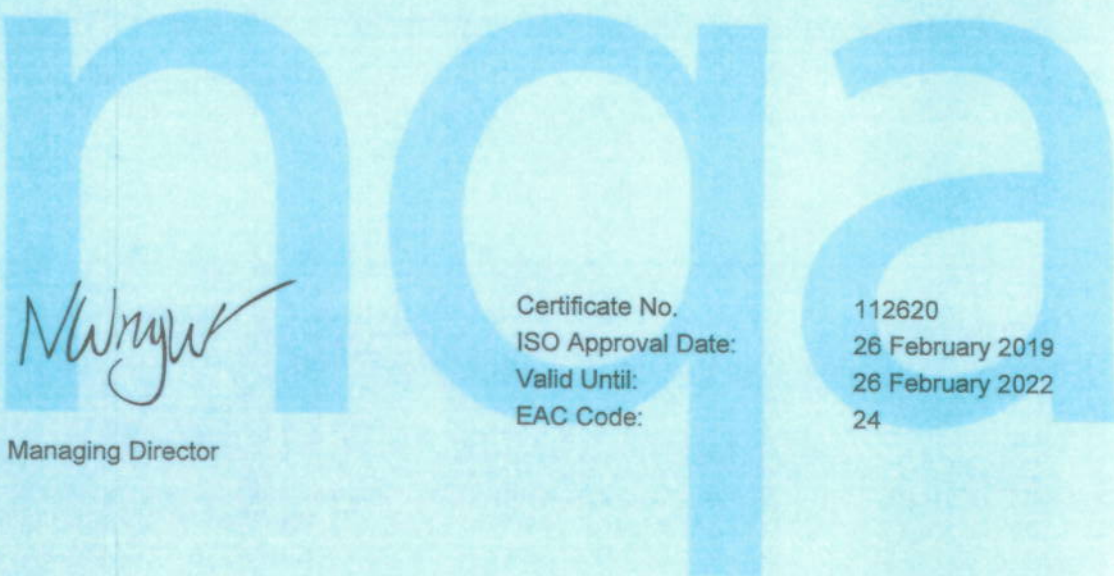 nqa
Certificate No. 112620
ISO Approval Date: 26 February 2019
Valid Until: 26 February 2022
EAC Code: 24
Managing Director